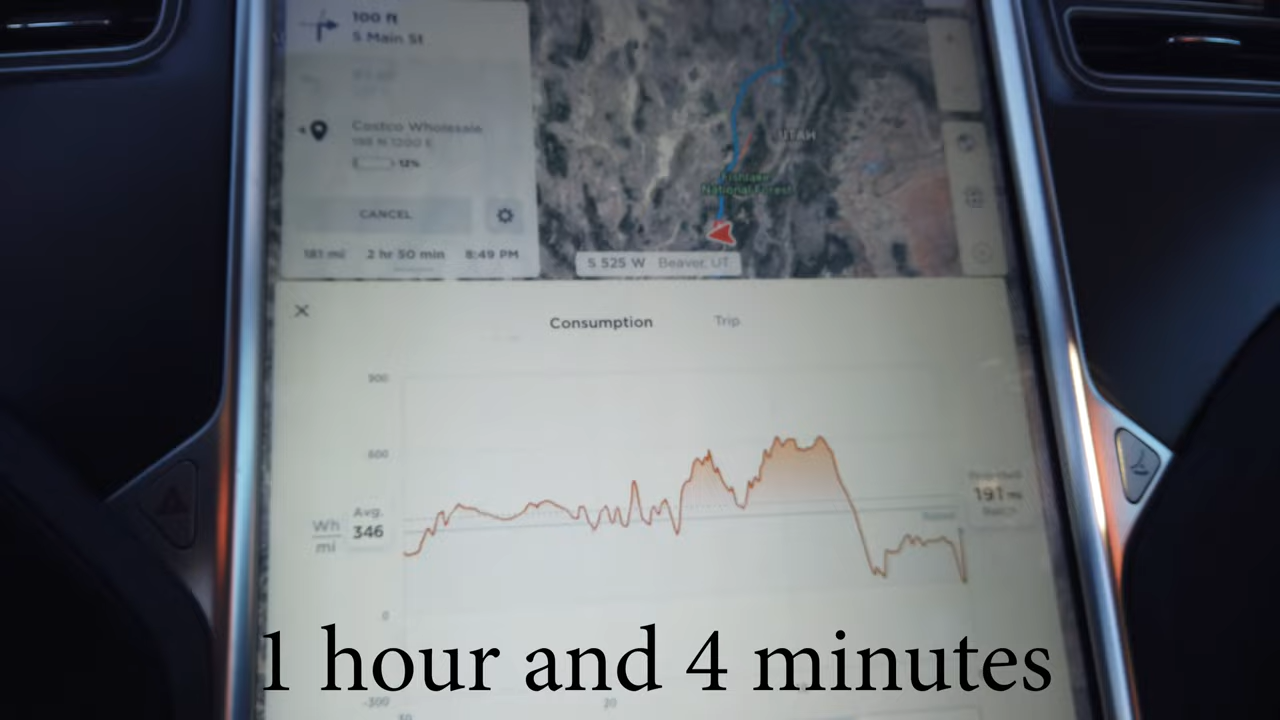 100 ft
S Main St
Costco Wholesale
12%
CANCEL
181 mi 2 hr 50 min 8:49 PM
UTAH
Fishlake
National Forest
S 525 W Beaver, UT
Consumption Trip
900
600
Wh
mi
Avg.
346
191 mi
0
-300
30
20
1 hour and 4 minutes